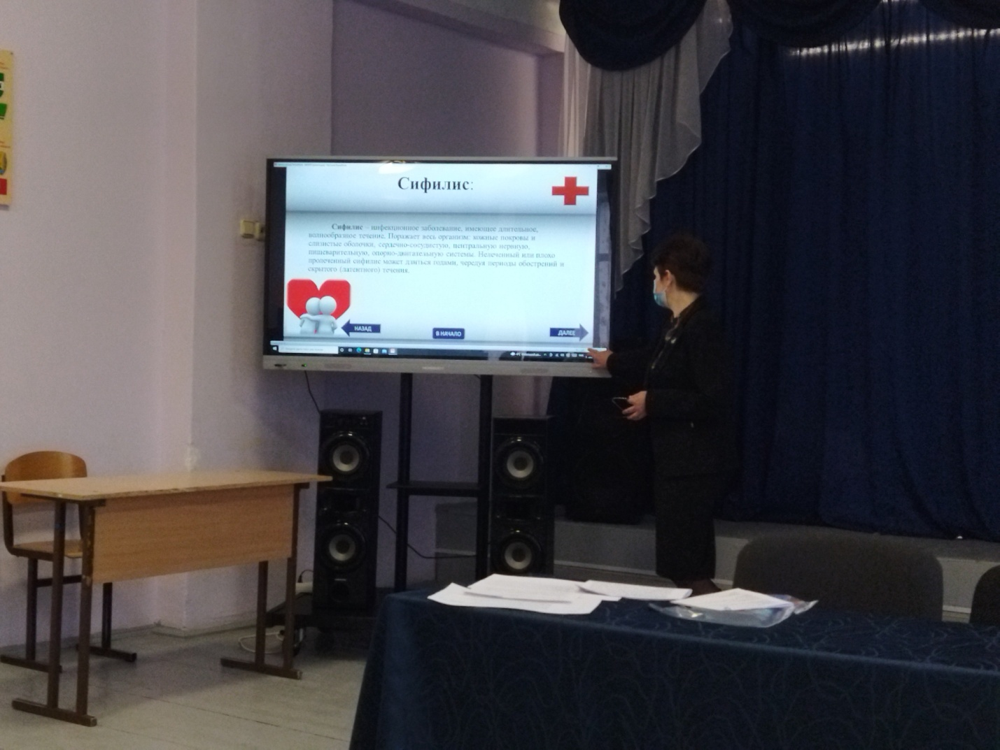 Сифилис:
Сифилис – инфекционное заболевание, имеющее длительное,
волнообразное течение. Поражает весь организм: кожные покровы и
слизистые оболочки, сердечно-сосудистую, центральную нервную,
пищеварительную, опорно-двигательную системы. Нелеченный или плохо
пролеченный сифилис может длиться годами, чередуя периоды обострений и
скрытого (латентного) течения.
НАЗАД
В НАЧАЛО
ДАЛЕЕ